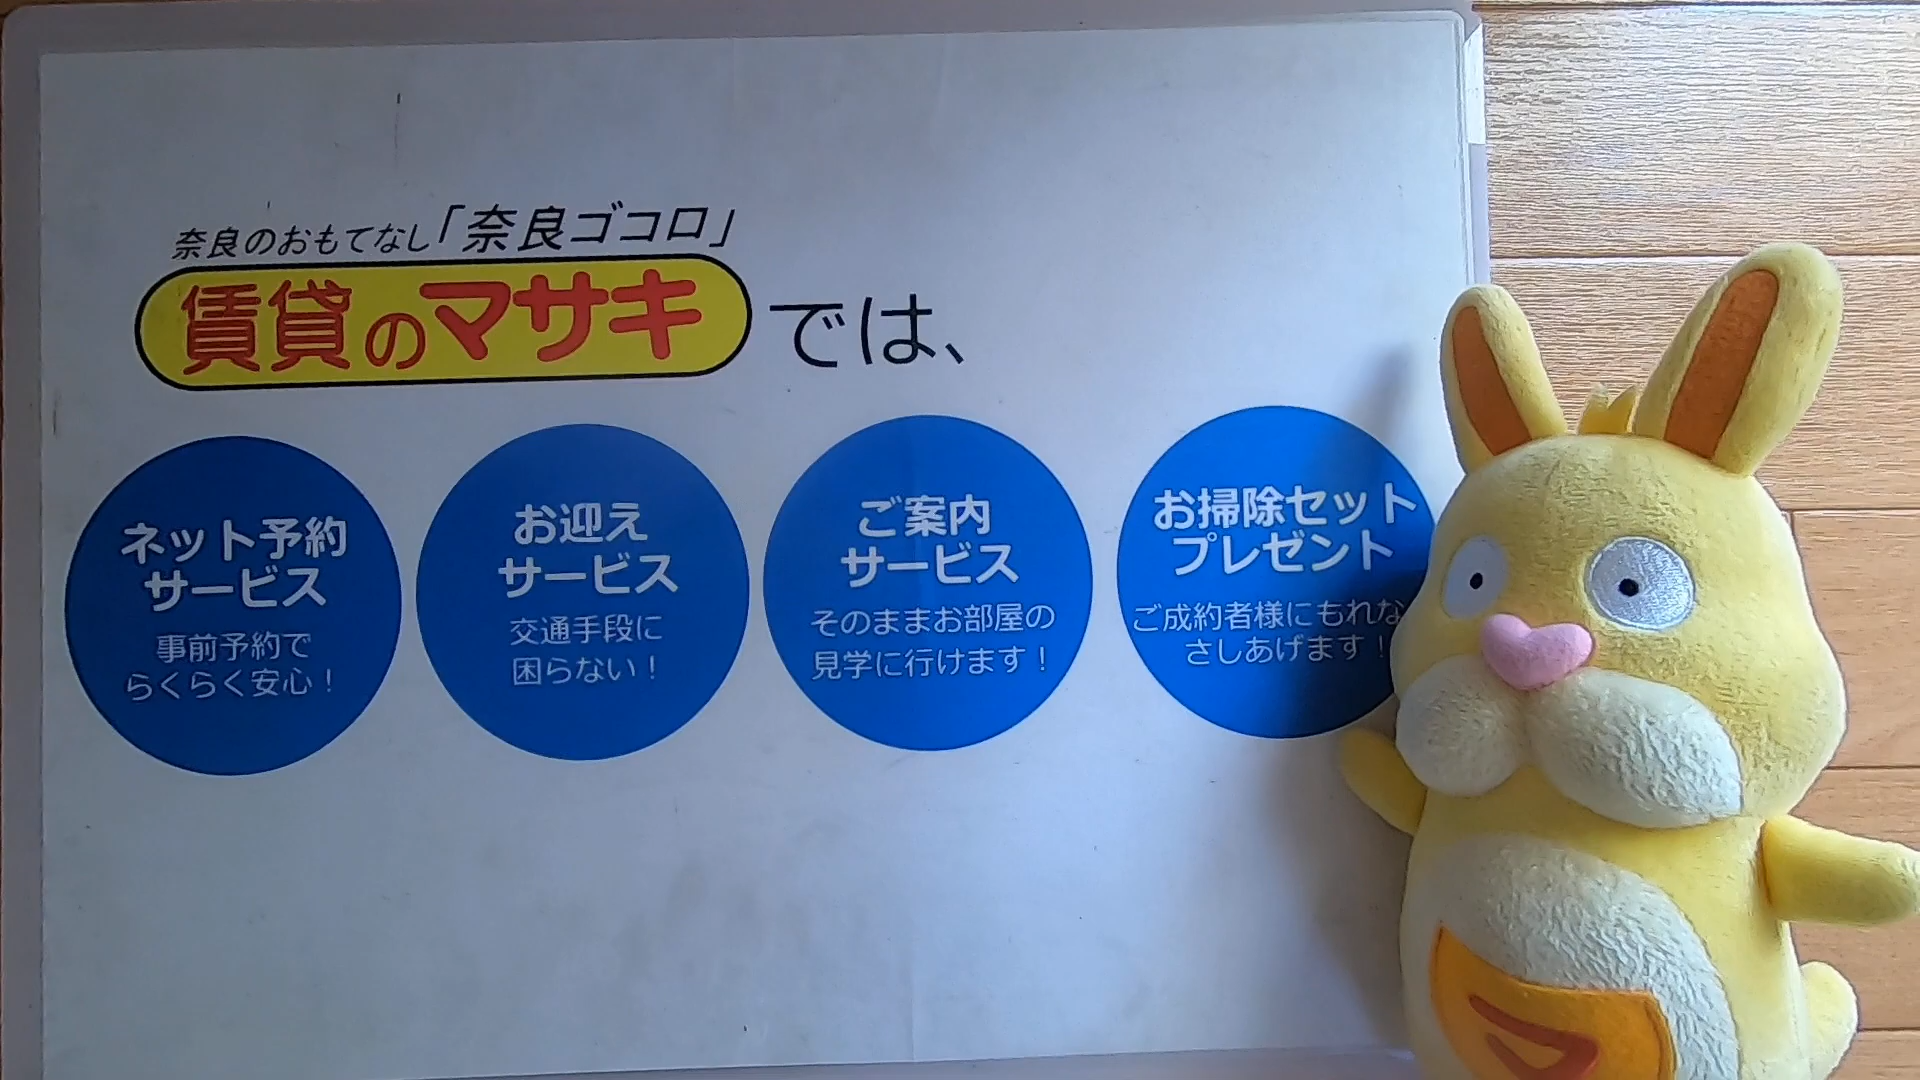 奈良のおもてなし「奈良ゴコロ」
賃貸のマサキでは、
ネット予約
サービス
事前予約で
らくらく安心！
お迎え
サービス
交通手段に
困らない！
ご案内
サービス
そのままお部屋の
見学に行けます！
お掃除セット
プレゼント
ご成約者様にもれな
さしあげます！